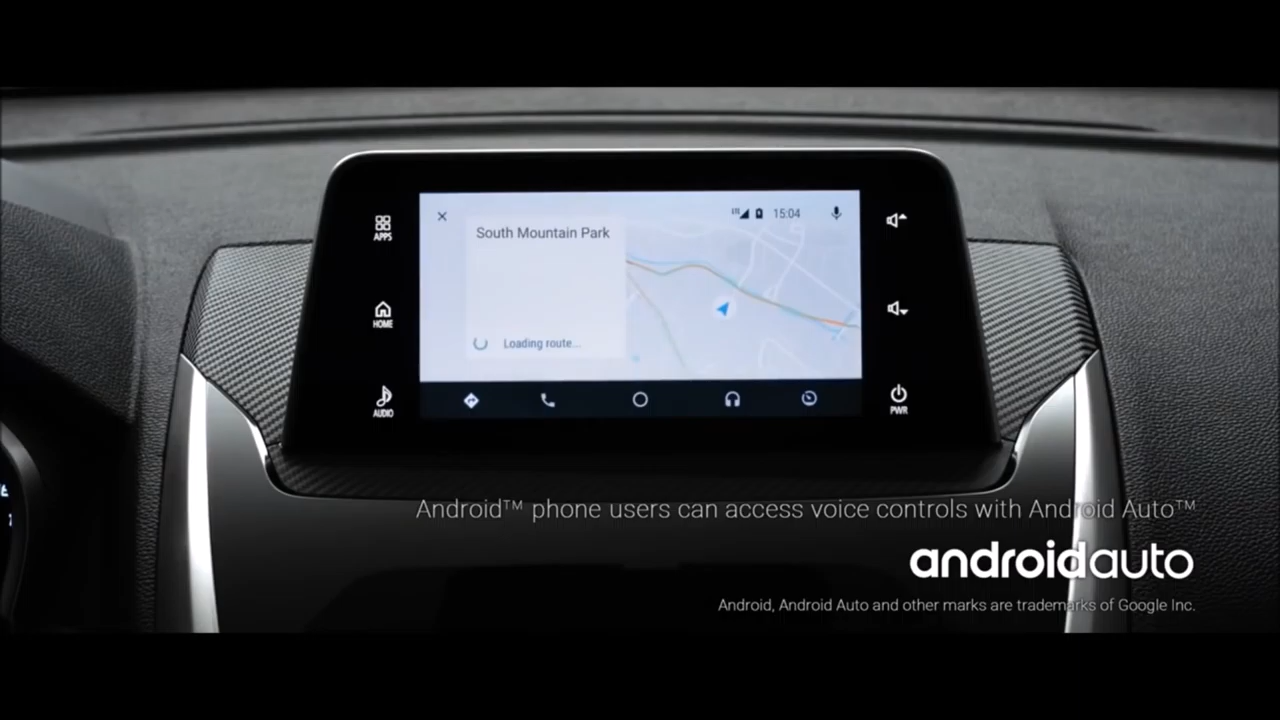 LTE 15:04
South Mountain Park
Loading route...
APPS
HOME
AUDIO
PWR
Android™ phone users can access voice controls with Android Auto™
androidauto
Android, Android Auto and other marks are trademarks of Google Inc.